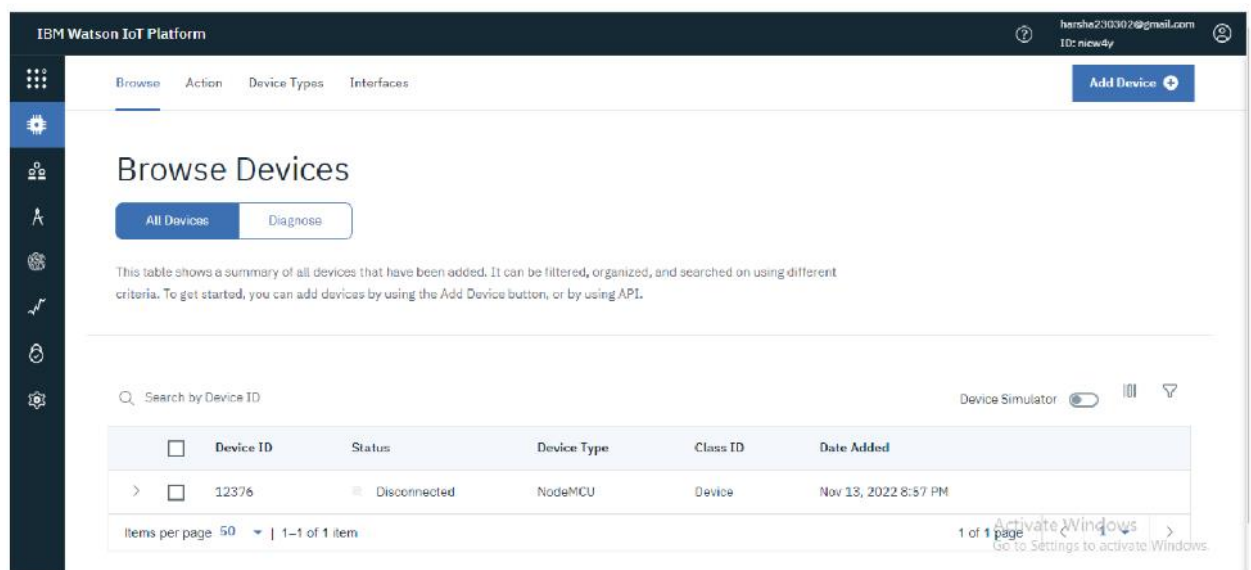 IBM Watson IoT Platform
harsha230302@gmail.com
ID: nicw4y
Browse Action Device Types Interfaces
Add Device
Browse Devices
All Devices Diagnose
This table shows a summary of all devices that have been added. It can be filtered, organized, and searched on using different
criteria. To get started, you can add devices by using the Add Device button, or by using API.
Search by Device ID
Device Simulator
Device ID Status Device Type Class ID Date Added
12376 Disconnected NodeMCU Device Nov 13, 2022 8:57 PM
Items per page 50 | 1–1 of 1 item
1 of 1 page 1
Activate Windows
Go to Settings to activate Windows.